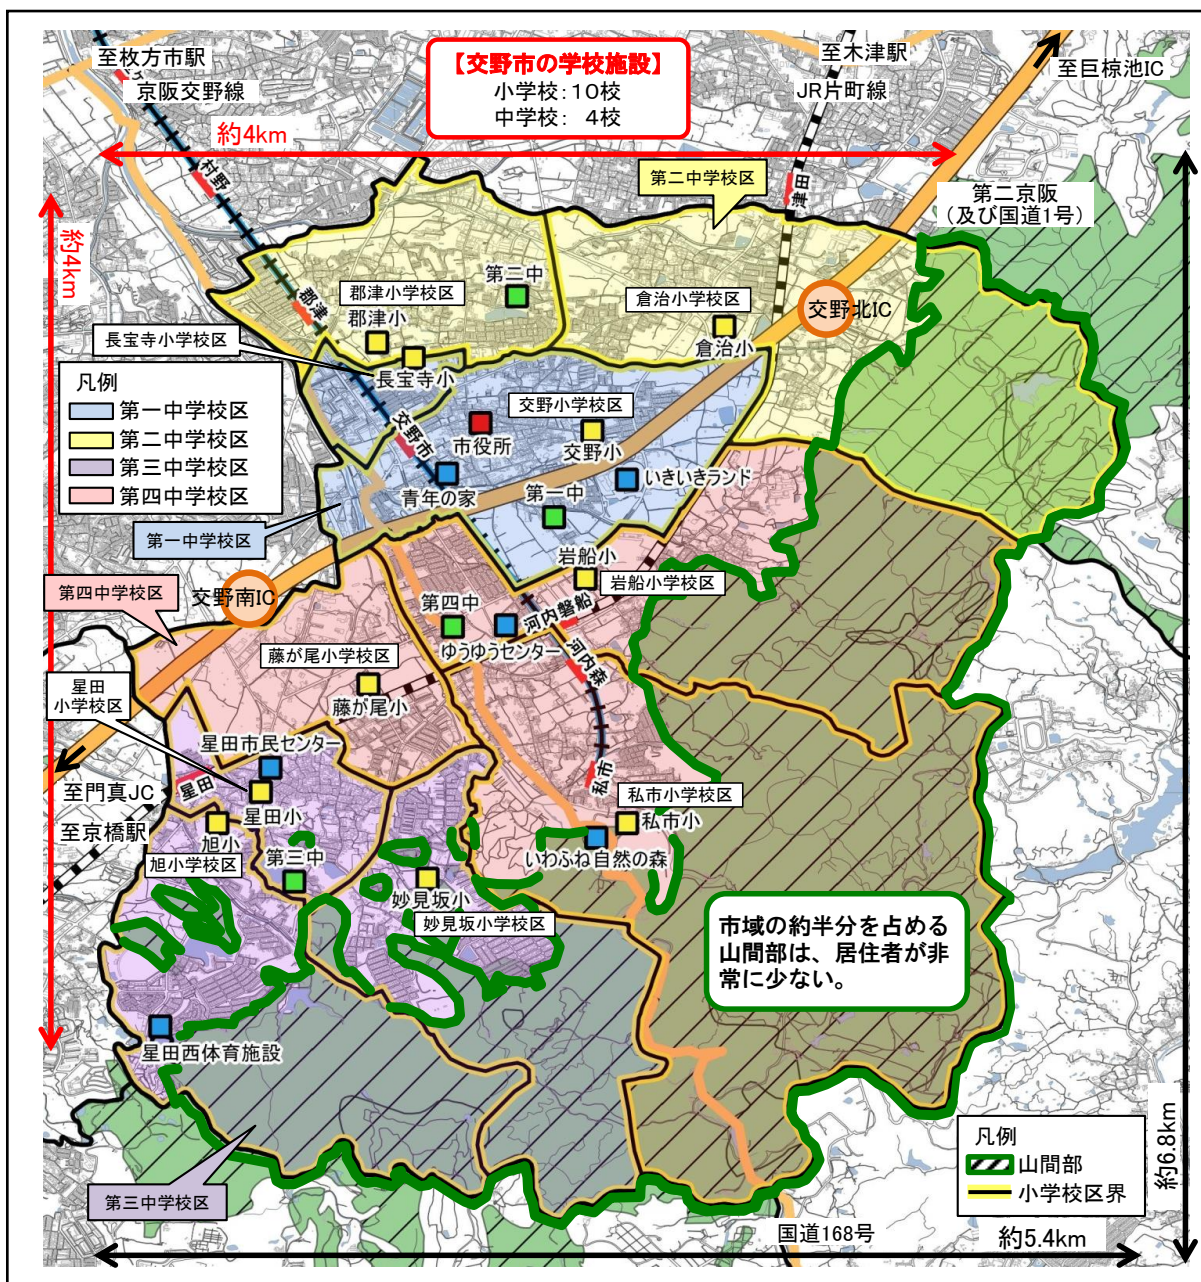 至枚方市駅
京阪交野線
【交野市の学校施設】
小学校：10校
中学校： 4校
至木津駅
JR片町線
至巨椋池IC
約4km
村野
津田
第二中学校区
第二京阪
（及び国道1号）
約4km
第二中
郡津
郡津小学校区
郡津小
倉治小学校区
倉治小
交野北IC
長宝寺小学校区
長宝寺小
凡例
第一中学校区
第二中学校区
第三中学校区
第四中学校区
交野市
市役所
交野小学校区
交野小
青年の家
第一中
いきいきランド
第一中学校区
岩船小
岩船小学校区
第四中学校区
交野南IC
第四中
ゆうゆうセンター
河内磐船
河内森
藤が尾小学校区
藤が尾小
星田
小学校区
星田市民センター
星田
星田小
私市
私市小学校区
私市小
至門真JC
至京橋駅
旭小
旭小学校区
第三中
いわふね自然の森
妙見坂小
妙見坂小学校区
市域の約半分を占める
山間部は、居住者が非
常に少ない。
星田西体育施設
凡例
山間部
小学校区界
約6.8km
第三中学校区
国道168号
約5.4km